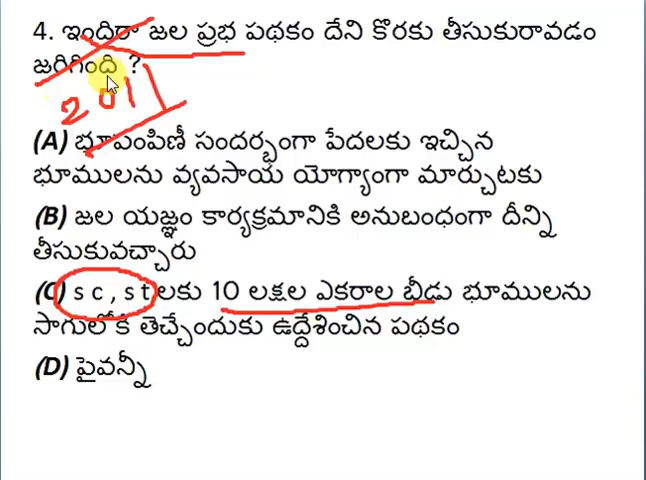 4. ఇందిరా జల ప్రభ పథకం దేని కొరకు తీసుకురావడం
జరిగింది ?
2011
(A) భూపంపిణీ సందర్భంగా పేదలకు ఇచ్చిన
భూములను వ్యవసాయ యోగ్యాంగా మార్చుటకు
(B) జల యజ్ఞం కార్యక్రమానికి అనుబంధంగా దీన్ని
తీసుకువచ్చారు
(C) s c , s t లకు 10 లక్షల ఎకరాల బీడు భూములను
సాగులోకి తెచ్చేందుకు ఉద్దేశించిన పథకం
(D) పైవన్నీ